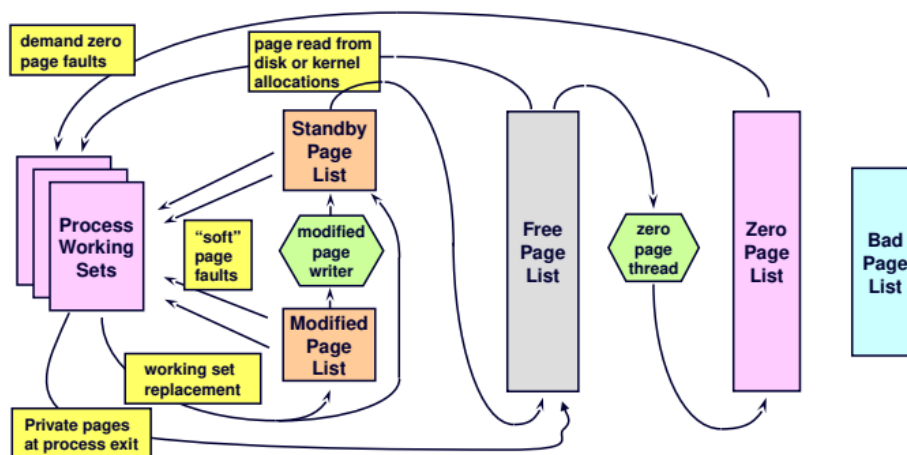 demand zero
page faults
page read from
disk or kernel
allocations
Standby
Page
List
Process
Working
Sets
“soft”
page
faults
modified
page
writer
Modified
Page
List
working set
replacement
Private pages
at process exit
Free
Page
List
zero
page
thread
Zero
Page
List
Bad
Page
List